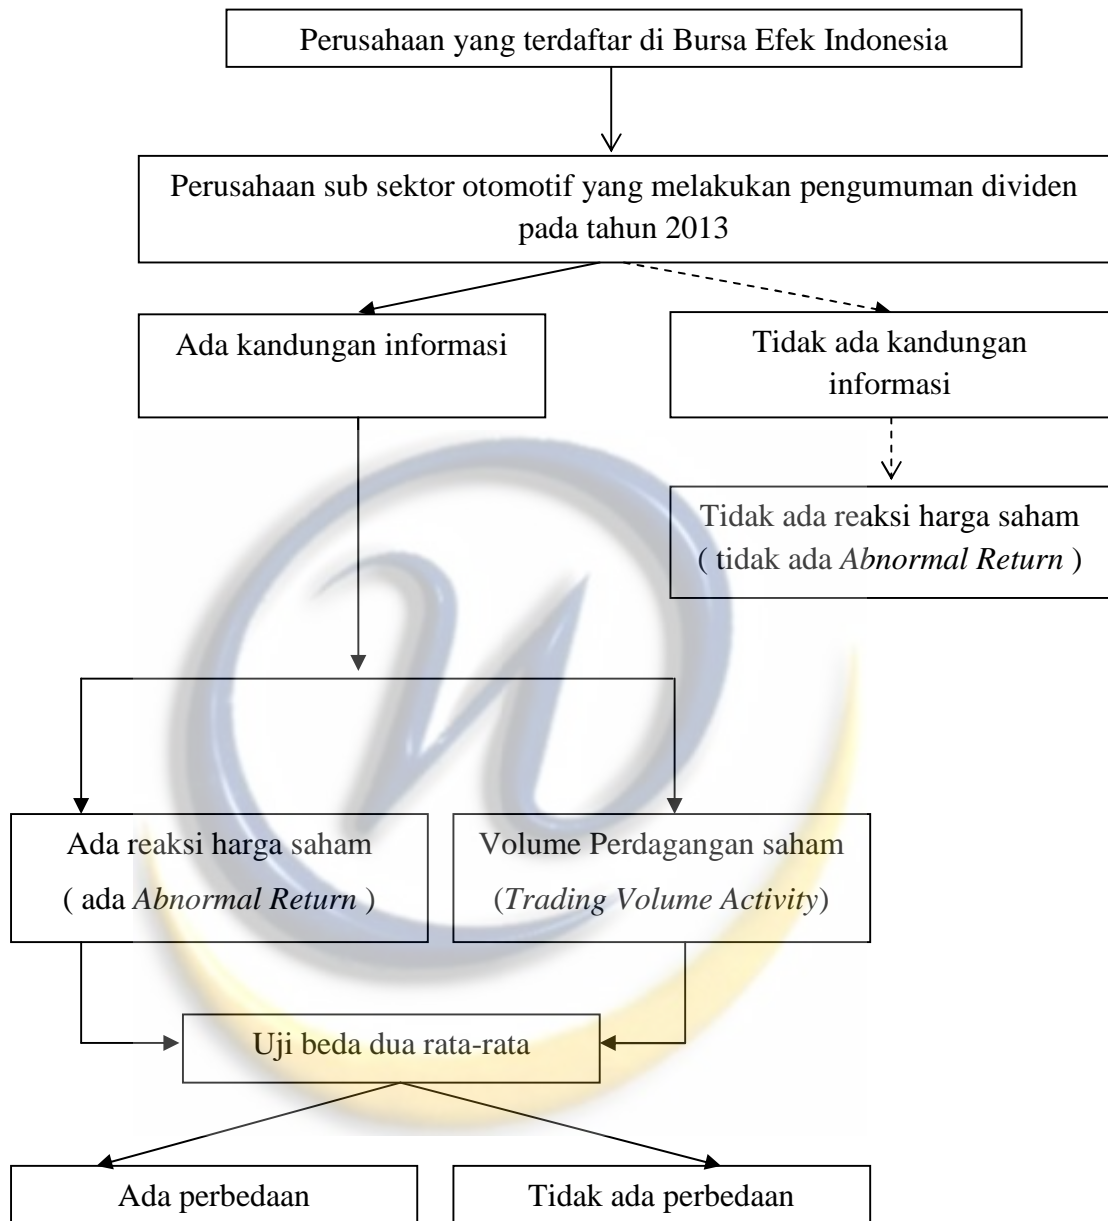 Perusahaan yang terdaftar di Bursa Efek Indonesia
Perusahaan sub sektor otomotif yang melakukan pengumuman dividen
pada tahun 2013
Ada kandungan informasi
Tidak ada kandungan
informasi
Tidak ada reaksi harga saham
( tidak ada Abnormal Return )
Ada reaksi harga saham
( ada Abnormal Return )
Volume Perdagangan saham
(Trading Volume Activity)
Uji beda dua rata-rata
Ada perbedaan
Tidak ada perbedaan